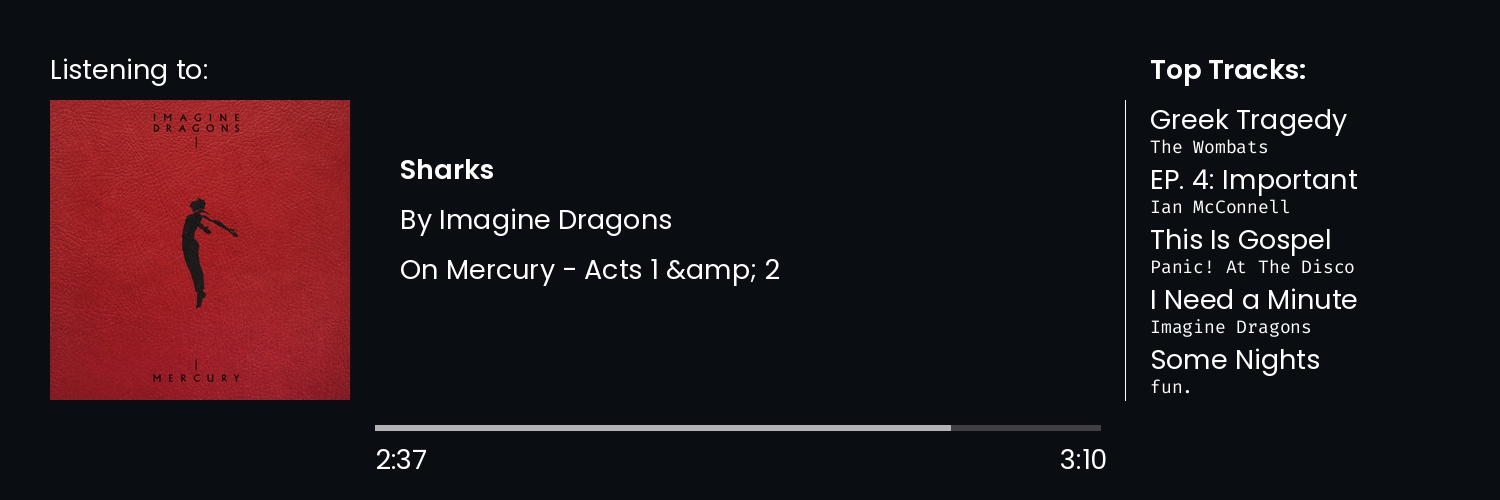 Listening to:
IMAGINE
DRAGONS
MERCURY
Sharks
By Imagine Dragons
On Mercury - Acts 1 &amp; 2
2:37
3:10
Top Tracks:
Greek Tragedy
The Wombats
EP. 4: Important
Ian McConnell
This Is Gospel
Panic! At The Disco
I Need a Minute
Imagine Dragons
Some Nights
fun.